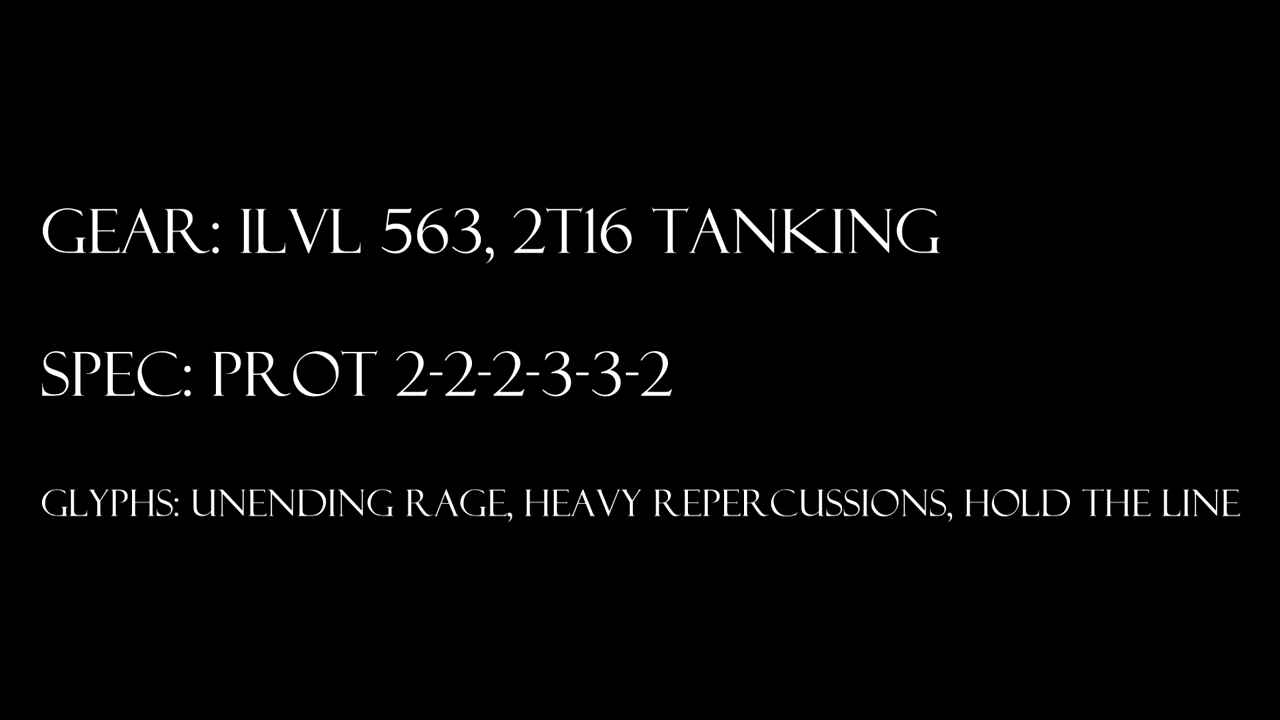 GEAR: ILVL 563, 2T16 TANKING
SPEC: PROT 2-2-2-3-3-2
GLYPHS: UNENDING RAGE, HEAVY REPERCUSSIONS, HOLD THE LINE